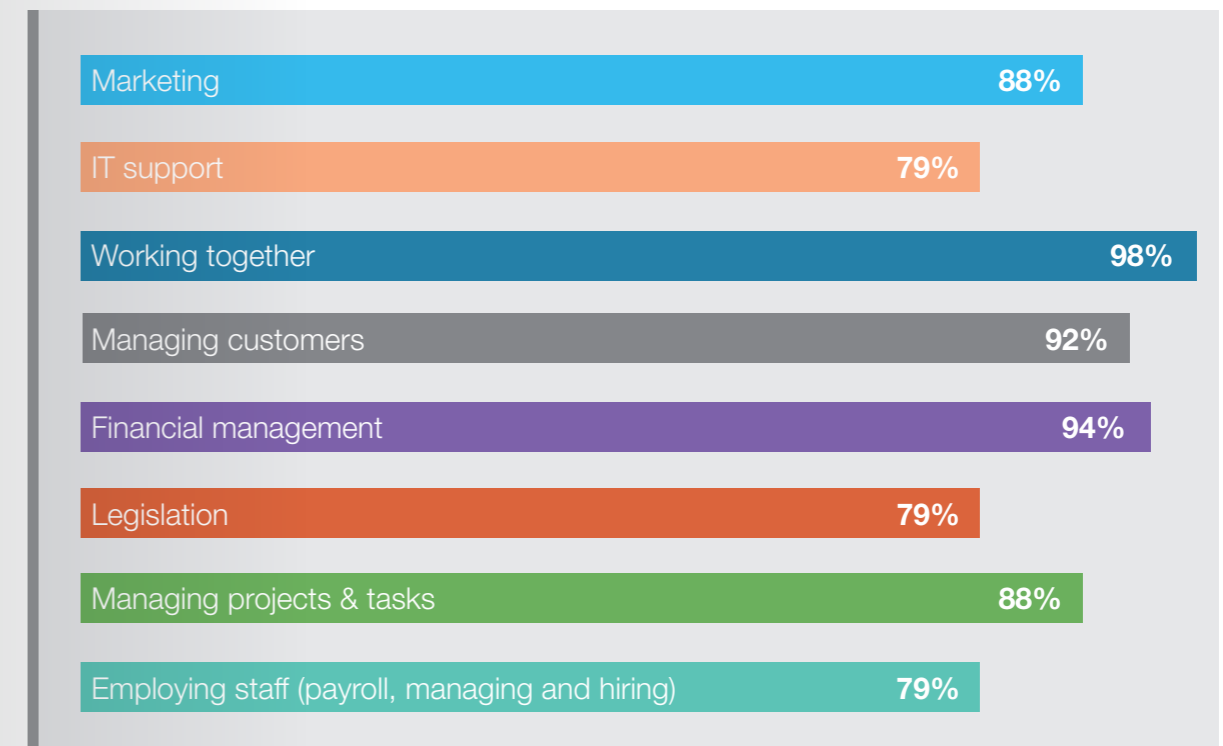 Marketing 88%
IT support 79%
Working together 98%
Managing customers 92%
Financial management 94%
Legislation 79%
Managing projects & tasks 88%
Employing staff (payroll, managing and hiring) 79%